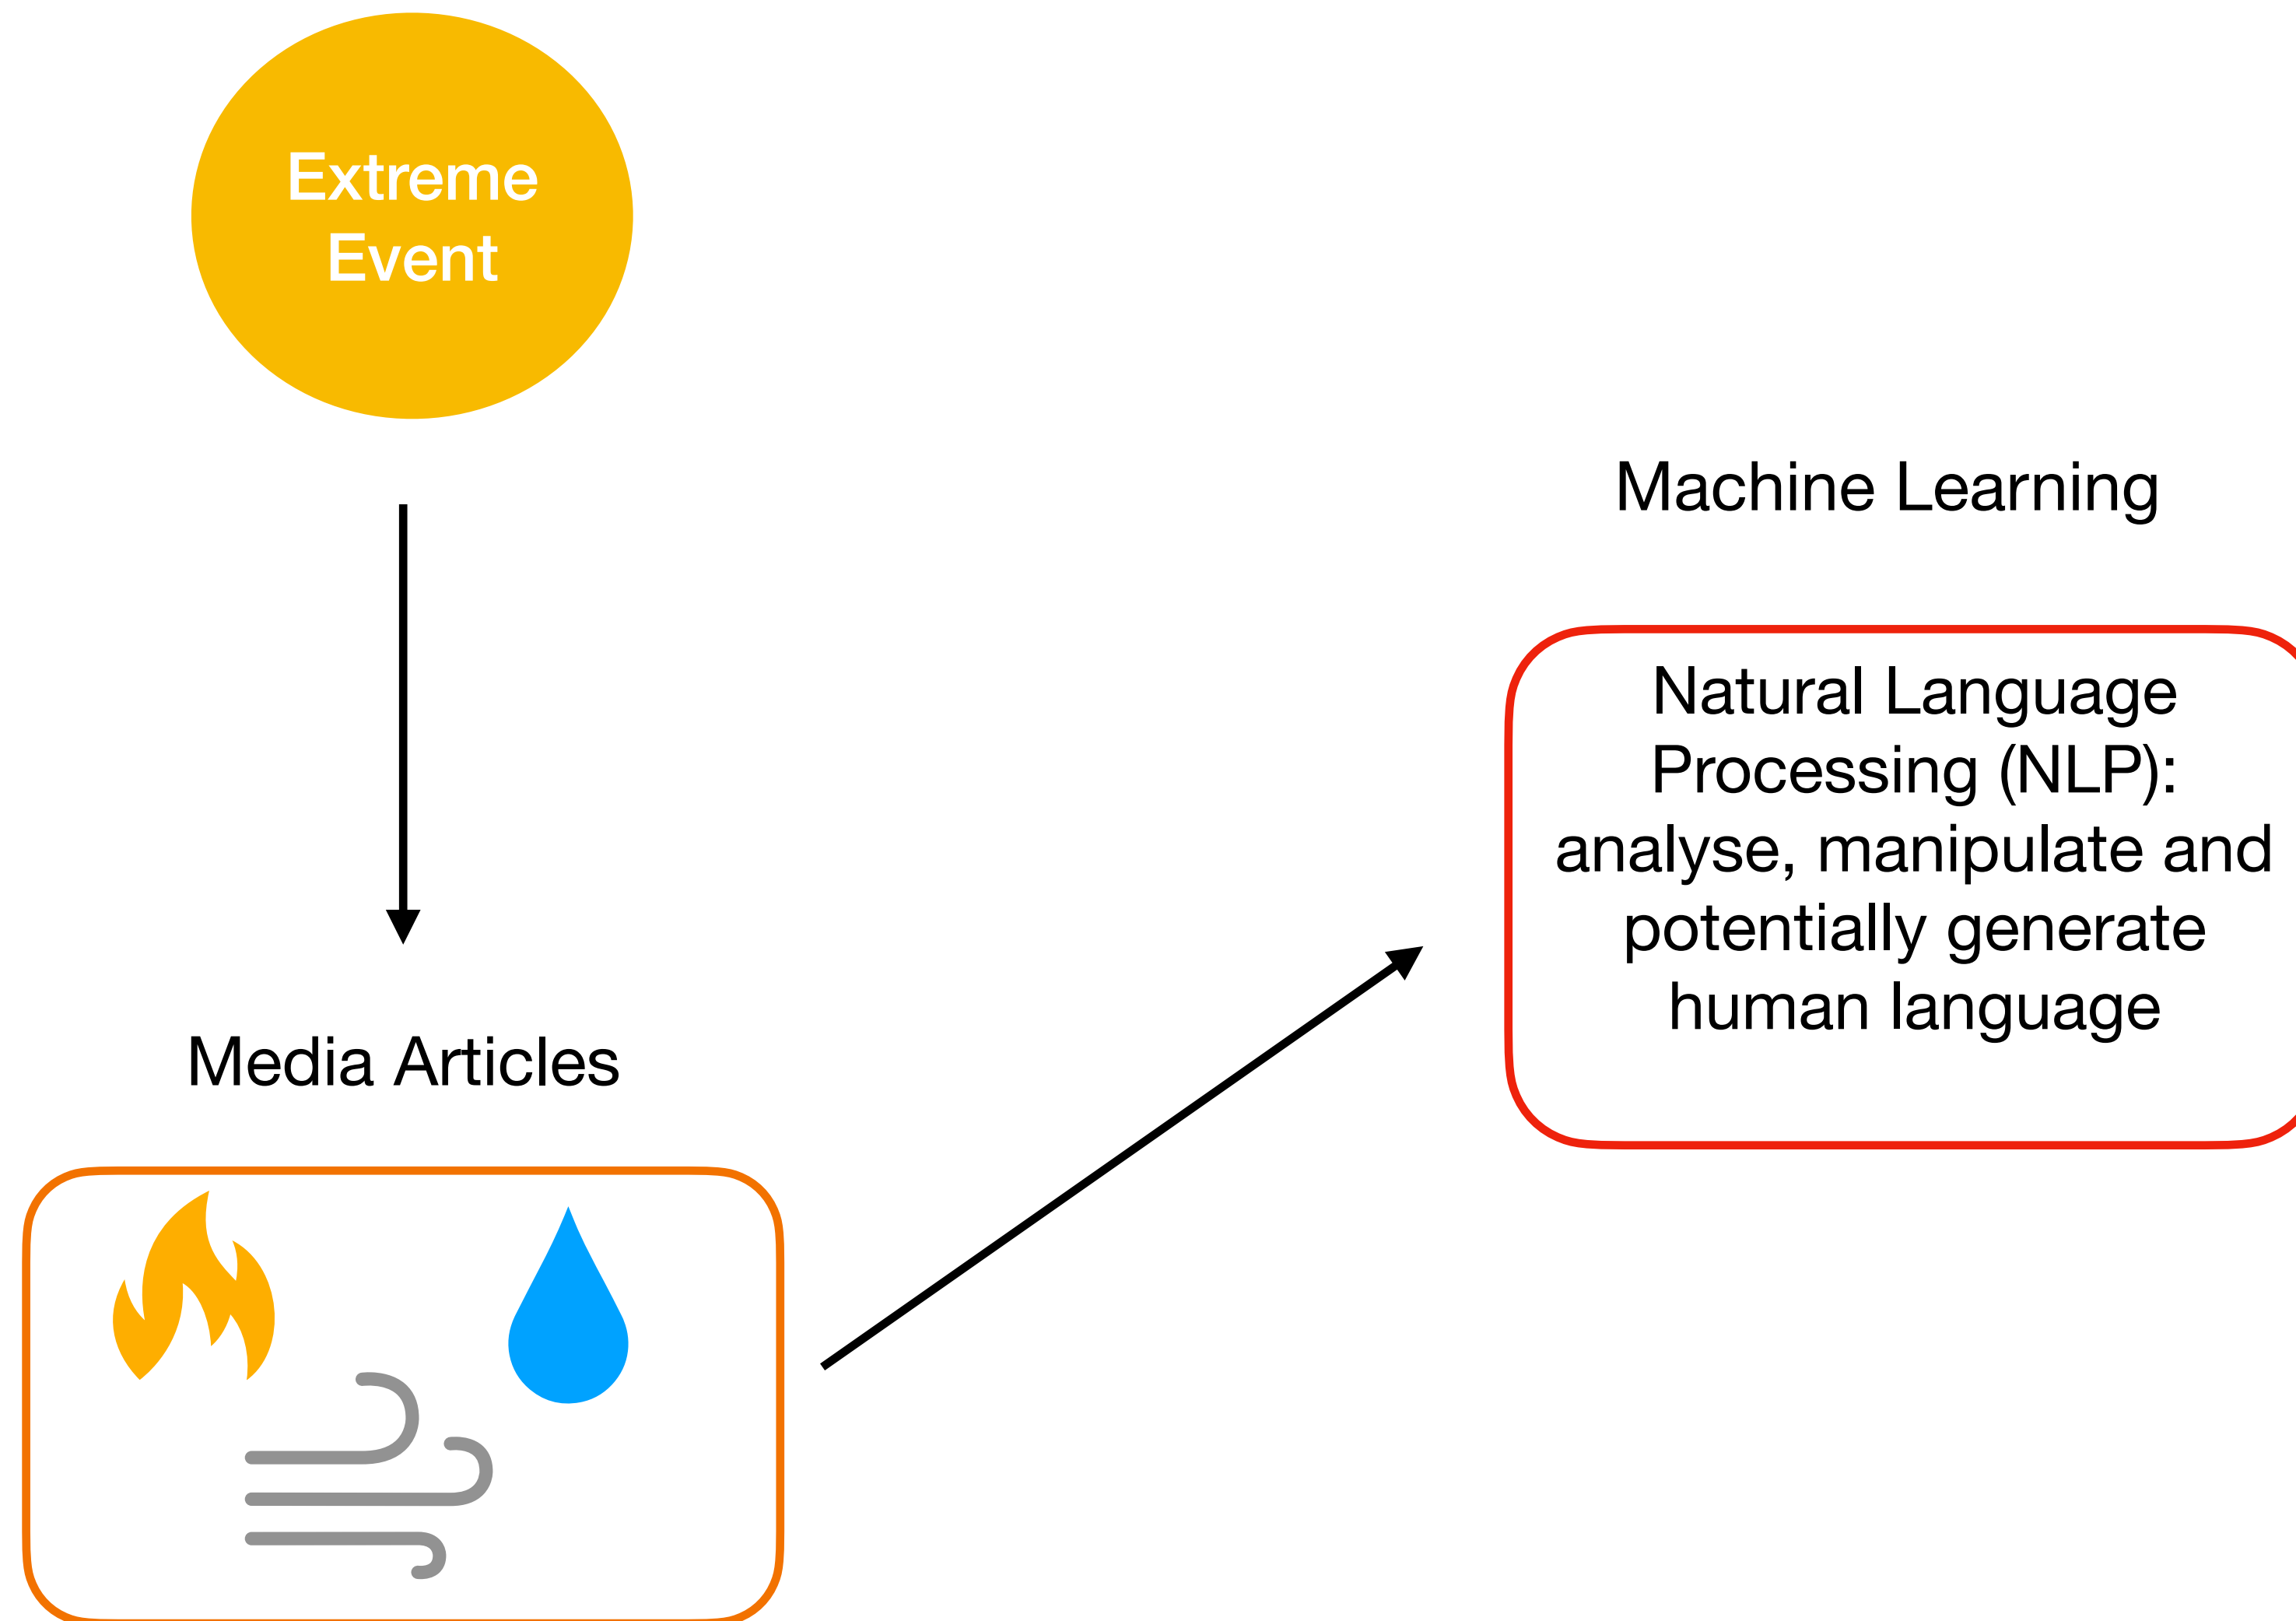 Extreme
Event
Machine Learning
Natural Language
Processing (NLP):
analyse, manipulate and
potentially generate
human language
Media Articles